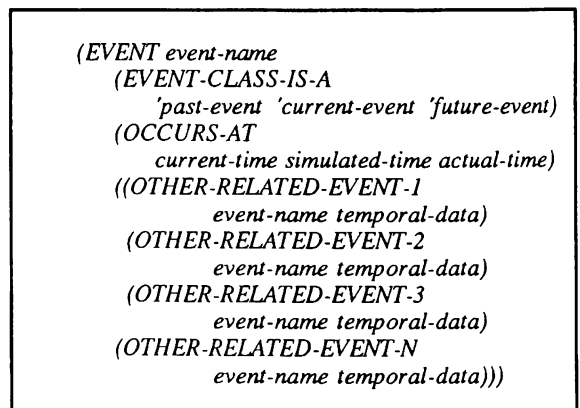 (EVENT event-name
(EVENT-CLASS-IS-A
'past-event 'current-event 'future-event)
(OCCURS-AT
current-time simulated-time actual-time)
((OTHER-RELATED-EVENT-1
event-name temporal-data)
(OTHER-RELATED-EVENT-2
event-name temporal-data)
(OTHER-RELATED-EVENT-3
event-name temporal-data)
(OTHER-RELATED-EVENT-N
event-name temporal-data)))